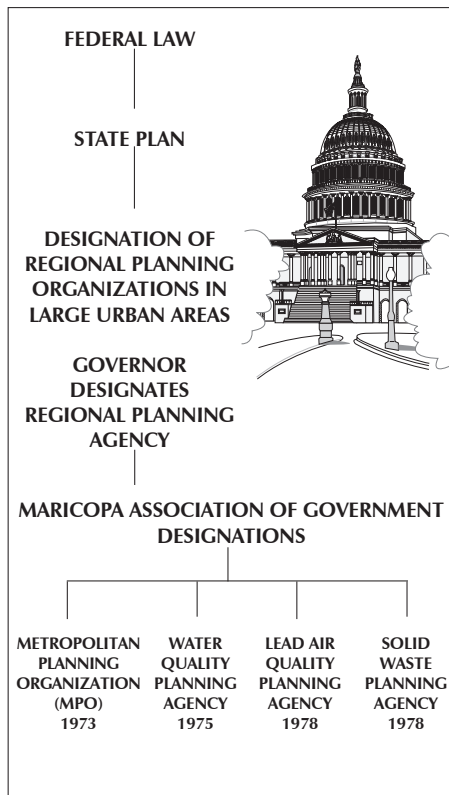 FEDERAL LAW
STATE PLAN
DESIGNATION OF
REGIONAL PLANNING
ORGANIZATIONS IN
LARGE URBAN AREAS
GOVERNOR
DESIGNATES
REGIONAL PLANNING
AGENCY
MARICOPA ASSOCIATION OF GOVERNMENT
DESIGNATIONS
METROPOLITAN
PLANNING
ORGANIZATION
(MPO)
1973
WATER
QUALITY
PLANNING
AGENCY
1975
LEAD AIR
QUALITY
PLANNING
AGENCY
1978
SOLID
WASTE
PLANNING
AGENCY
1978